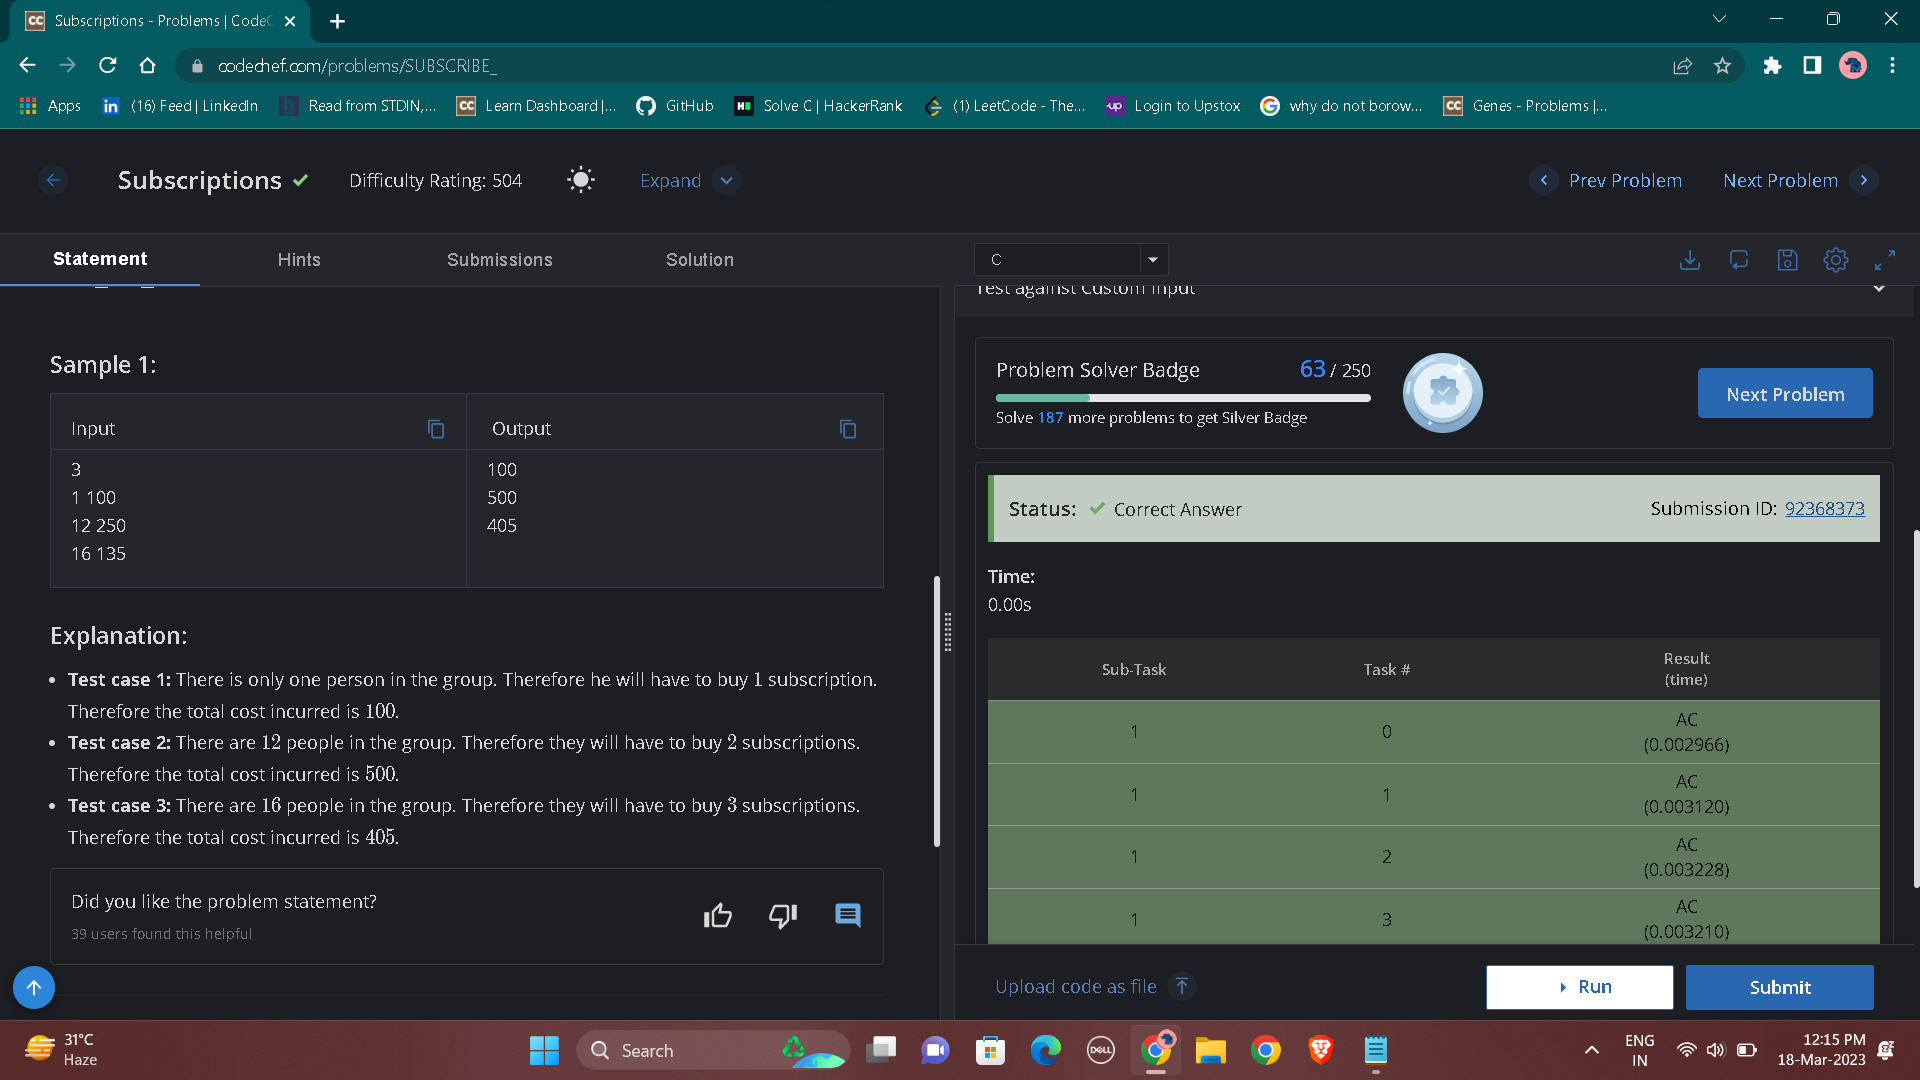 Subscriptions - Problems | CodeC
codechef.com/problems/SUBSCRIBE_
Apps
(16) Feed | LinkedIn
Read from STDIN,...
Learn Dashboard |...
GitHub
Solve C | HackerRank
(1) LeetCode - The...
Login to Upstox
why do not borow...
Genes - Problems |...
Subscriptions
Difficulty Rating: 504
Expand
Prev Problem
Next Problem
Statement
Hints
Submissions
Solution
C
Test against Custom Input
Sample 1:
Input
Output
3
1 100
12 250
16 135
100
500
405
Explanation:
Test case 1: There is only one person in the group. Therefore he will have to buy 1 subscription.
Therefore the total cost incurred is 100.
Test case 2: There are 12 people in the group. Therefore they will have to buy 2 subscriptions.
Therefore the total cost incurred is 500.
Test case 3: There are 16 people in the group. Therefore they will have to buy 3 subscriptions.
Therefore the total cost incurred is 405.
Did you like the problem statement?
39 users found this helpful
Problem Solver Badge
63 / 250
Solve 187 more problems to get Silver Badge
Next Problem
Status: Correct Answer
Submission ID: 92368373
Time:
0.00s
Sub-Task
Task #
Result
(time)
1
0
AC
(0.002966)
1
1
AC
(0.003120)
1
2
AC
(0.003228)
1
3
AC
(0.003210)
Upload code as file
Run
Submit
31°C
Haze
Search
DELL
ENG
IN
12:15 PM
18-Mar-2023